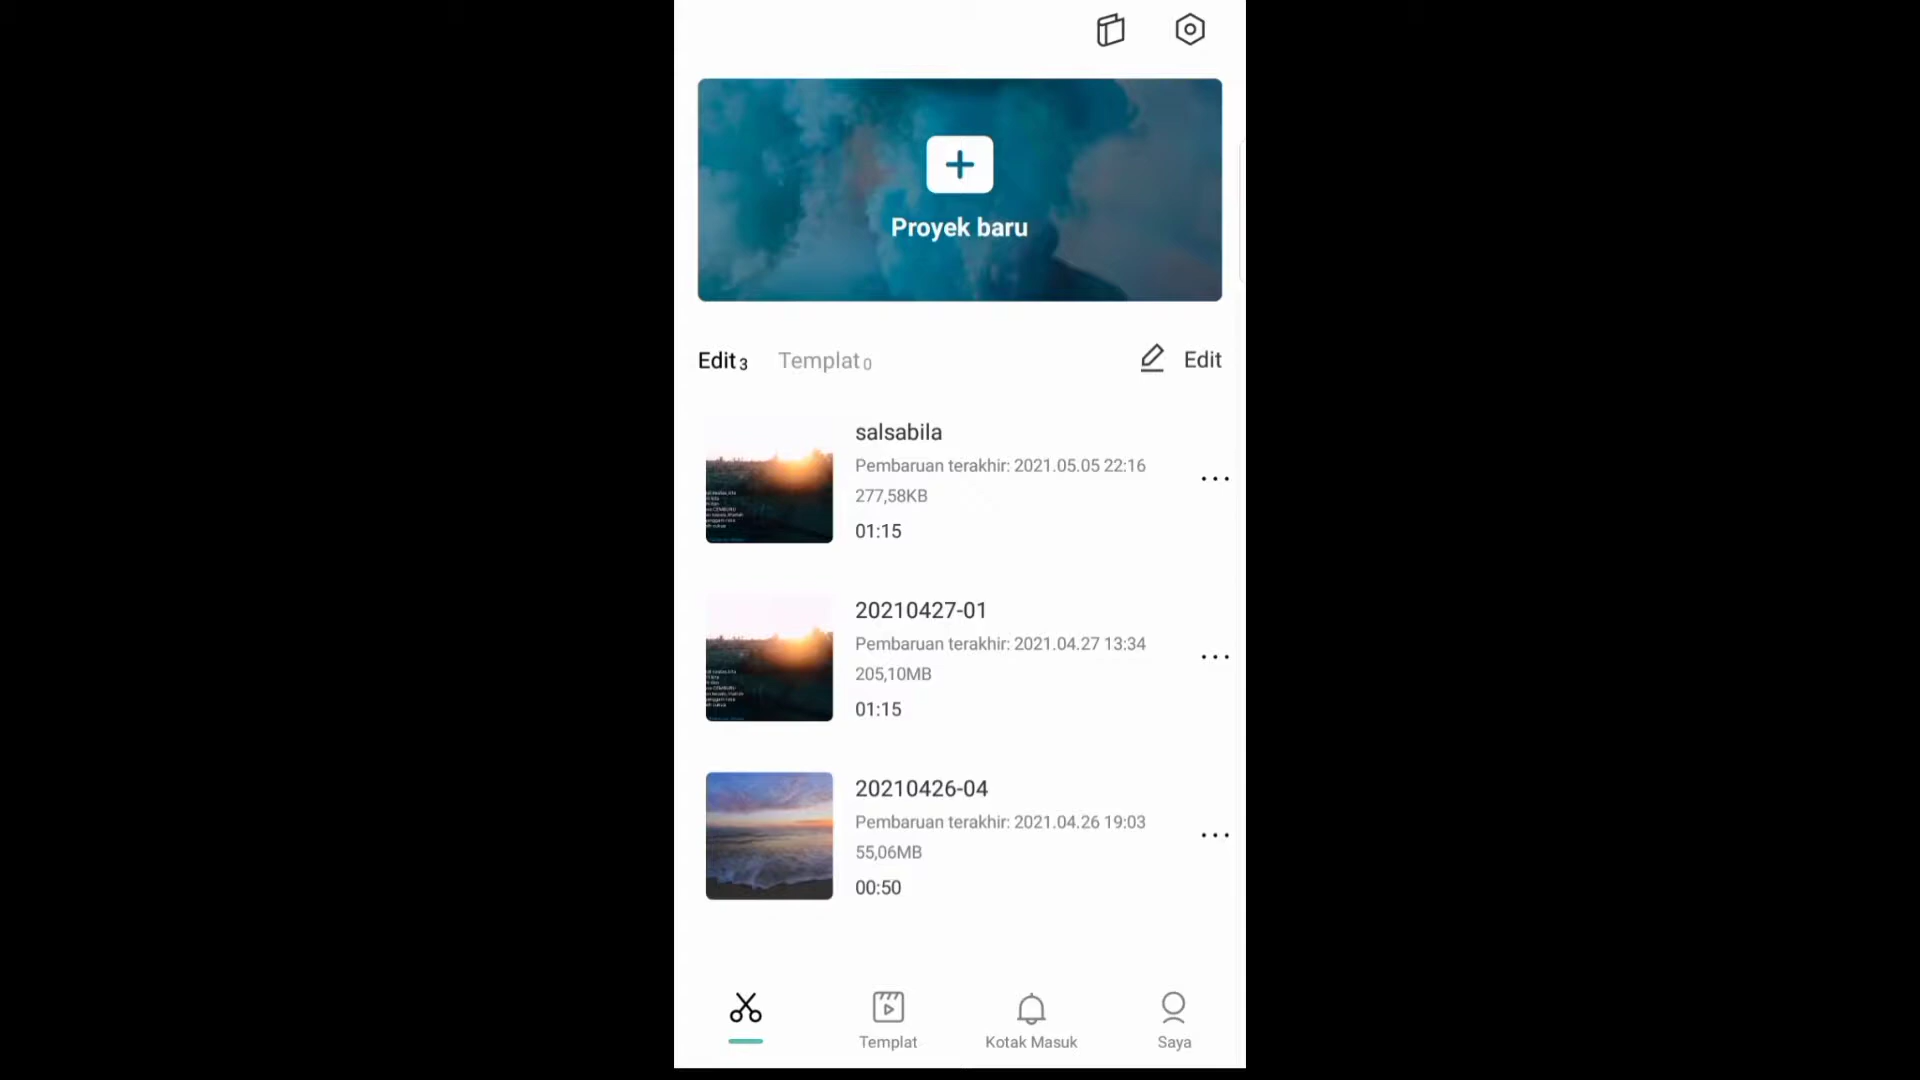 Proyek baru
Edit 3
Templat 0
Edit
salsabila
Pembaruan terakhir: 2021.05.05 22:16
277,58KB
01:15
20210427-01
Pembaruan terakhir: 2021.04.27 13:34
205,10MB
01:15
20210426-04
Pembaruan terakhir: 2021.04.26 19:03
55,06MB
00:50
Templat
Kotak Masuk
Saya